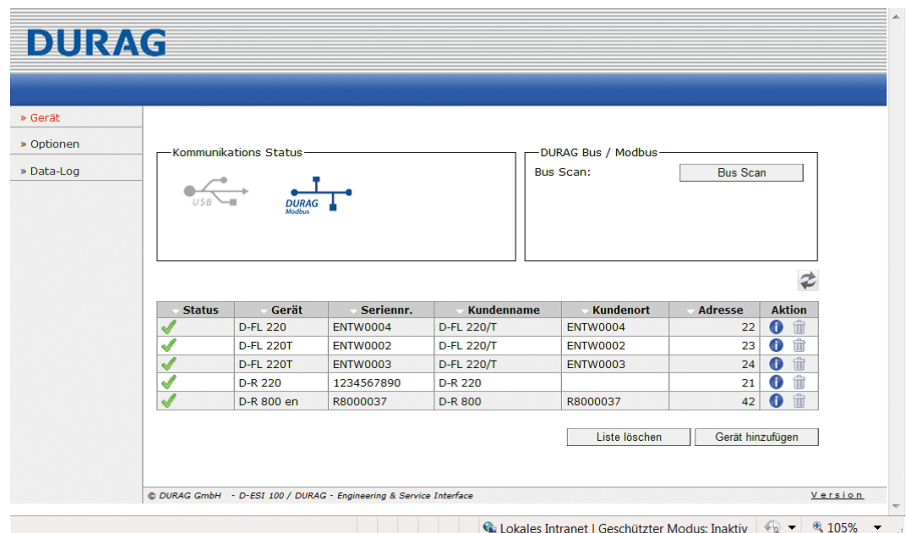 DURAG
» Gerät
» Optionen
» Data-Log
Kommunikations Status
USB
DURAG
Modbus
DURAG Bus / Modbus
Bus Scan:
Bus Scan
Status Gerät Seriennr. Kundenname Kundenort Adresse Aktion
D-FL 220 ENTW0004 D-FL 220/T ENTW0004 22
D-FL 220T ENTW0002 D-FL 220/T ENTW0002 23
D-FL 220T ENTW0003 D-FL 220/T ENTW0003 24
D-R 220 1234567890 D-R 220 21
D-R 800 en R8000037 D-R 800 R8000037 42
Liste löschen
Gerät hinzufügen
© DURAG GmbH - D-ESI 100 / DURAG - Engineering & Service Interface
Version
Lokales Intranet | Geschützter Modus: Inaktiv
105%